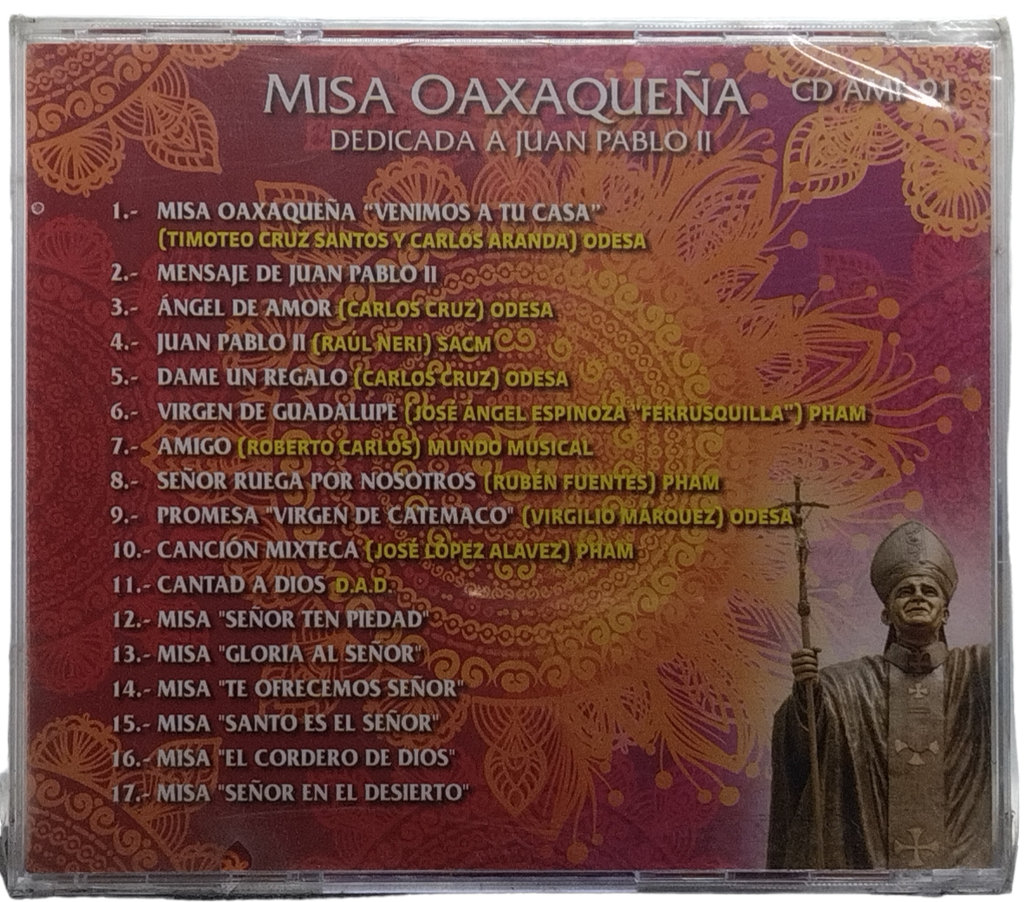 MISA OAXAQUEÑA
CD AMF-91
DEDICADA A JUAN PABLO II
1.- MISA OAXAQUEÑA "VENIMOS A TU CASA"
(TIMOTEO CRUZ SANTOS Y CARLOS ARANDA) ODESA
2.- MENSAJE DE JUAN PABLO II
3.- ÁNGEL DE AMOR (CARLOS CRUZ) ODESA
4.- JUAN PABLO II (RAÚL NERI) SACM
5.- DAME UN REGALO (CARLOS CRUZ) ODESA
6.- VIRGEN DE GUADALUPE (JOSÉ ÁNGEL ESPINOZA "FERRUSQUILLA") PHAM
7.- AMIGO (ROBERTO CARLOS) MUNDO MUSICAL
8.- SEÑOR RUEGA POR NOSOTROS (RUBÉN FUENTES) PHAM
9.- PROMESA "VIRGEN DE CATEMACO" (VIRGILIO MÁRQUEZ) ODESA
10.- CANCIÓN MIXTECA (JOSÉ LÓPEZ ALAVEZ) PHAM
11.- CANTAD A DIOS D.A.D.
12.- MISA "SEÑOR TEN PIEDAD"
13.- MISA "GLORIA AL SEÑOR"
14.- MISA "TE OFRECEMOS SEÑOR"
15.- MISA "SANTO ES EL SEÑOR"
16.- MISA "EL CORDERO DE DIOS"
17.- MISA "SEÑOR EN EL DESIERTO"